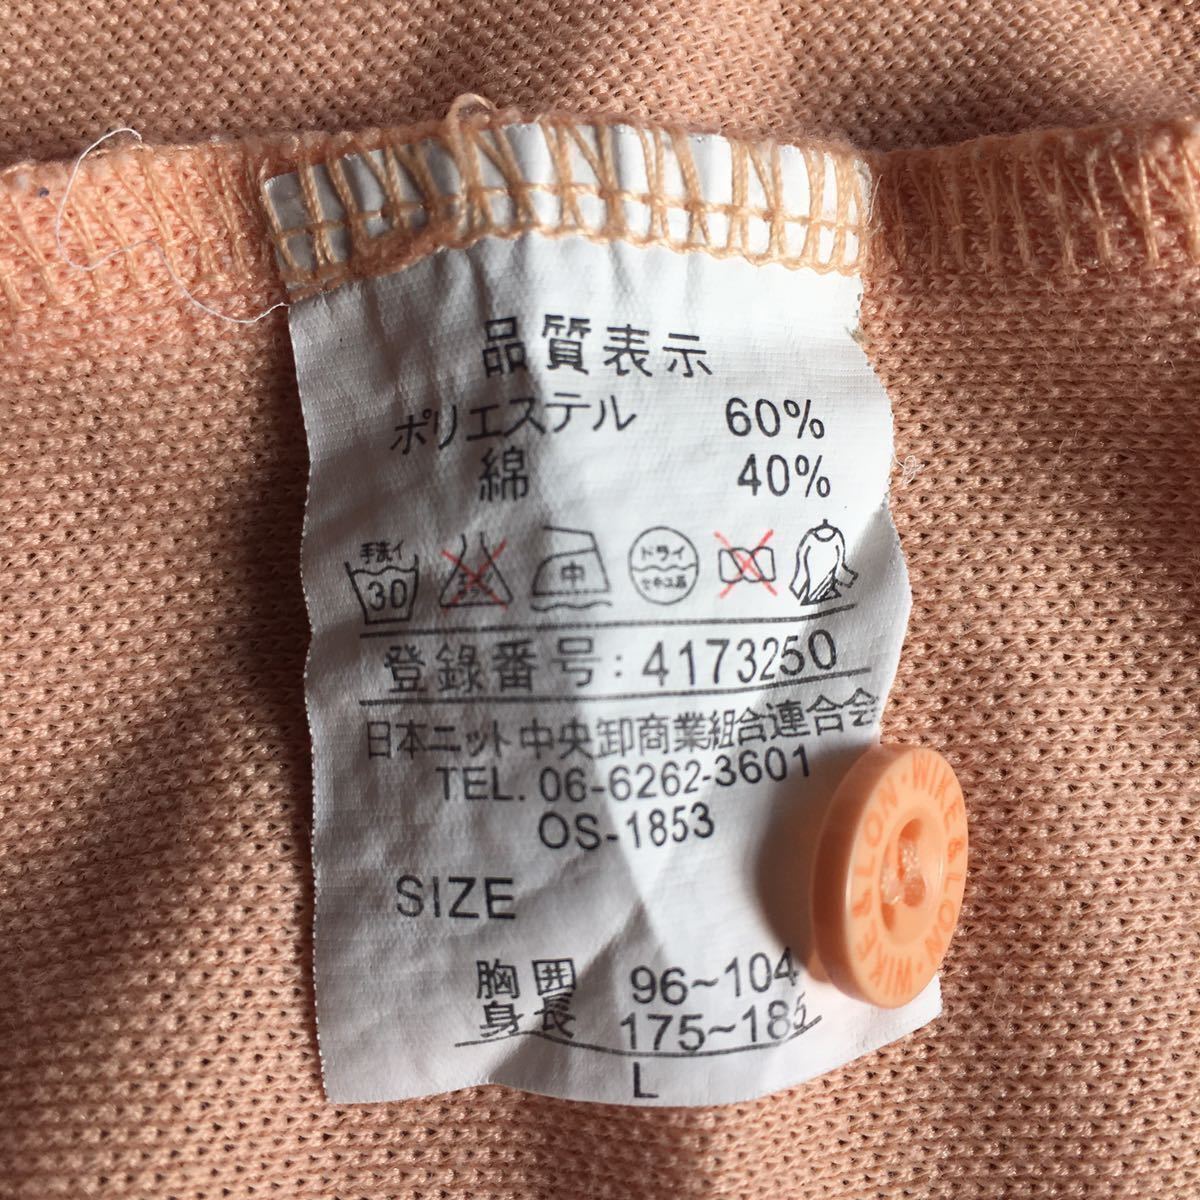 品質表示
ポリエステル 60%
綿 40%
手洗イ
30
中
ドライ
登録番号:4173250
日本ニット中央卸商業組合連合会
TEL. 06-6262-3601
OS-1853
SIZE
胸囲 96~104
身長 175~185
L
WIKE & LLON · WIKE & LLON ·